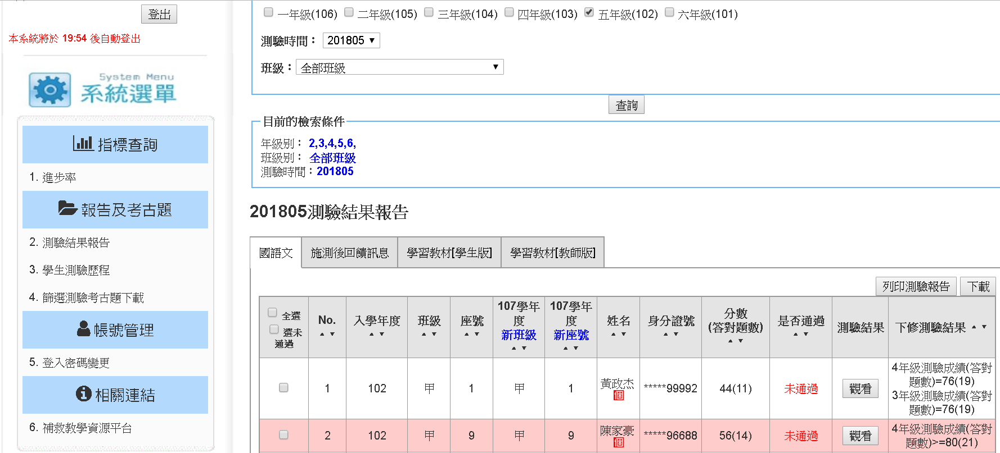 登出
本系統將於 19:54 後自動登出
System Menu
系統選單
指標查詢
1. 進步率
報告及考古題
2. 測驗結果報告
3. 學生測驗歷程
4. 篩選測驗考古題下載
帳號管理
5. 登入密碼變更
相關連結
6. 補救教學資源平台
一年級(106) 二年級(105) 三年級(104) 四年級(103) 五年級(102) 六年級(101)
測驗時間： 201805
班級： 全部班級
查詢
目前的檢索條件
年級別： 2,3,4,5,6,
班級別： 全部班級
測驗時間：201805
201805測驗結果報告
國語文 施測後回饋訊息 學習教材[學生版] 學習教材[教師版]
列印測驗報告 下載
全選
選未
通過
No.
入學年度
班級
座號
107學年
度
新班級
107學年
度
新座號
姓名
身分證號
分數
(答對題數)
是否通過
測驗結果
下修測驗結果
1 102 甲 1 甲 1 黃政杰 *****99992 44(11) 未通過 觀看
個
4年級測驗成績(答對
題數)=76(19)
3年級測驗成績(答對
題數)=76(19)
2 102 甲 9 甲 9 陳家豪 *****96688 56(14) 未通過 觀看
個
4年級測驗成績(答對
題數)>=80(21)